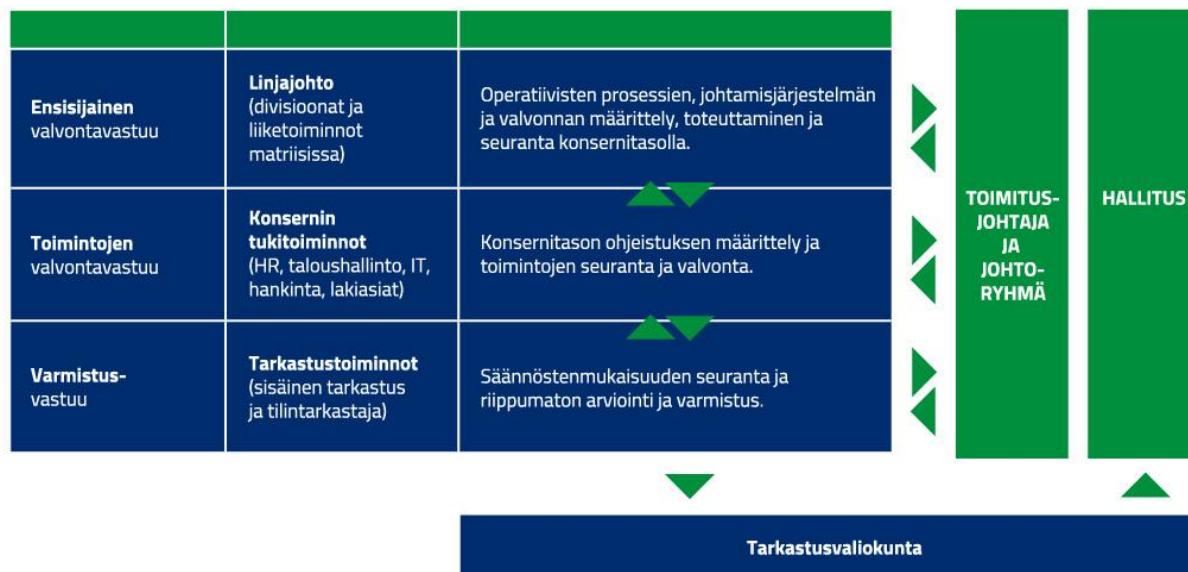 Ensisijainen
valvontavastuu
Linjajohto
(divisioonat ja
liiketoiminnot
matriisissa)
Operatiivisten prosessien, johtamisjärjestelmän
ja valvonnan määrittely, toteuttaminen ja
seuranta konsernitasolla.
Toimintojen
valvontavastuu
Konsernin
tukitoiminnot
(HR, taloushallinto, IT,
hankinta, lakiasiat)
Konsernitason ohjeistuksen määrittely ja
toimintojen seuranta ja valvonta.
Varmistus-
vastuu
Tarkastustoiminnot
(sisäinen tarkastus
ja tilintarkastaja)
Säännöstenmukaisuuden seuranta ja
riippumaton arviointi ja varmistus.
TOIMITUS-
JOHTAJA
JA
JOHTO-
RYHMÄ
HALLITUS
Tarkastusvaliokunta